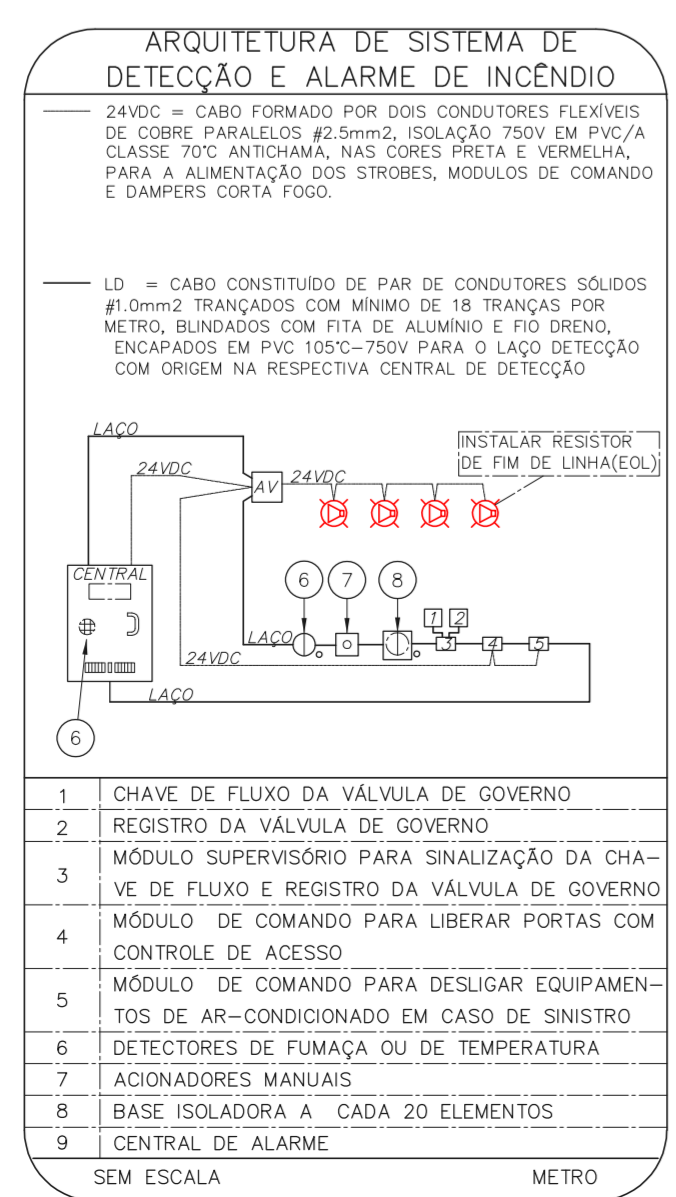 ARQUITETURA DE SISTEMA DE
DETECÇÃO E ALARME DE INCÊNDIO
24VDC = CABO FORMADO POR DOIS CONDUTORES FLEXÍVEIS
DE COBRE PARALELOS #2.5mm2, ISOLAÇÃO 750V EM PVC/A
CLASSE 70°C ANTICHAMA, NAS CORES PRETA E VERMELHA,
PARA A ALIMENTAÇÃO DOS STROBES, MODULOS DE COMANDO
E DAMPERS CORTA FOGO.
LD = CABO CONSTITUÍDO DE PAR DE CONDUTORES SÓLIDOS
#1.0mm2 TRANÇADOS COM MÍNIMO DE 18 TRANÇAS POR
METRO, BLINDADOS COM FITA DE ALUMÍNIO E FIO DRENO,
ENCAPADOS EM PVC 105°C-750V PARA O LAÇO DETECÇÃO
COM ORIGEM NA RESPECTIVA CENTRAL DE DETECÇÃO
LAÇO
INSTALAR RESISTOR
DE FIM DE LINHA(EOL)
24VDC
AV
24VDC
CENTRAL
6
7
8
1
2
LAÇO
3
4
5
24VDC
LAÇO
6
1 CHAVE DE FLUXO DA VÁLVULA DE GOVERNO
2 REGISTRO DA VÁLVULA DE GOVERNO
3 MÓDULO SUPERVISÓRIO PARA SINALIZAÇÃO DA CHA-
VE DE FLUXO E REGISTRO DA VÁLVULA DE GOVERNO
4 MÓDULO DE COMANDO PARA LIBERAR PORTAS COM
CONTROLE DE ACESSO
5 MÓDULO DE COMANDO PARA DESLIGAR EQUIPAMEN-
TOS DE AR-CONDICIONADO EM CASO DE SINISTRO
6 DETECTORES DE FUMAÇA OU DE TEMPERATURA
7 ACIONADORES MANUAIS
8 BASE ISOLADORA A CADA 20 ELEMENTOS
9 CENTRAL DE ALARME
SEM ESCALA METRO